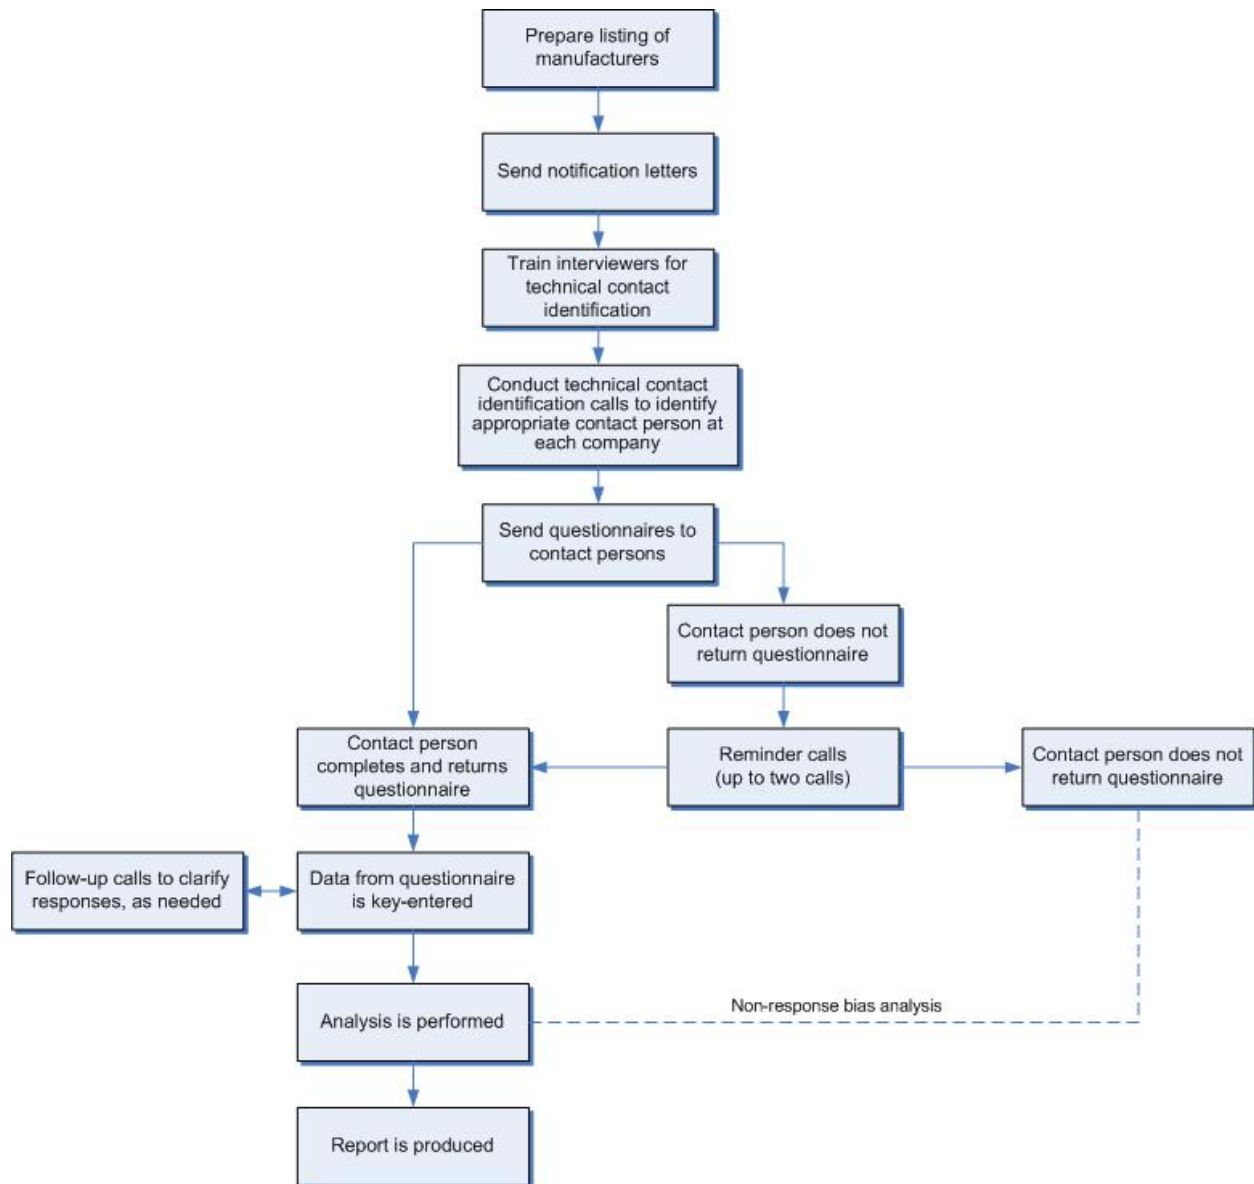 Prepare listing of
manufacturers
Send notification letters
Train interviewers for
technical contact
identification
Conduct technical contact
identification calls to identify
appropriate contact person at
each company
Send questionnaires to
contact persons
Contact person does not
return questionnaire
Contact person
completes and returns
questionnaire
Reminder calls
(up to two calls)
Contact person does not
return questionnaire
Follow-up calls to clarify
responses, as needed
Data from questionnaire
is key-entered
Analysis is performed
Non-response bias analysis
Report is produced